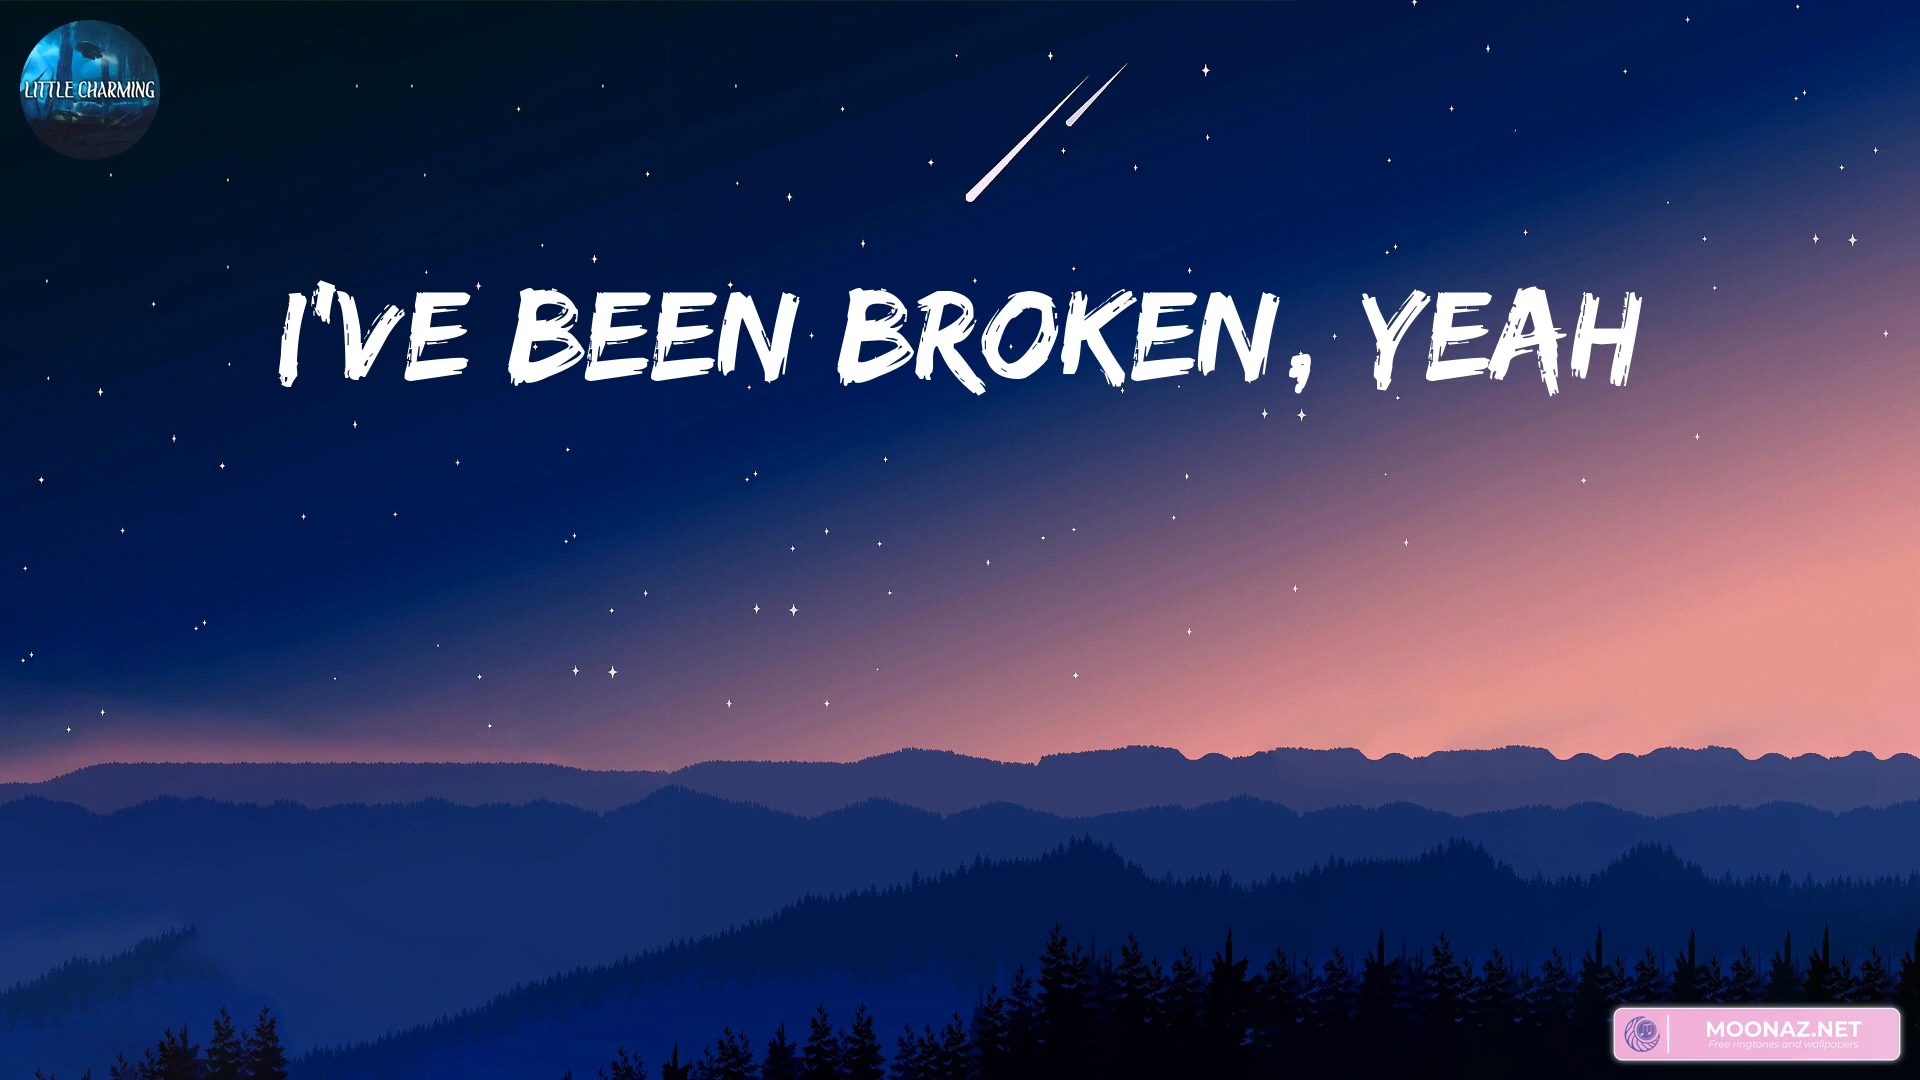 LITTLE CHARMING
I'VE BEEN BROKEN, YEAH
MOONAZ.NET
Free ringtones and wallpapers